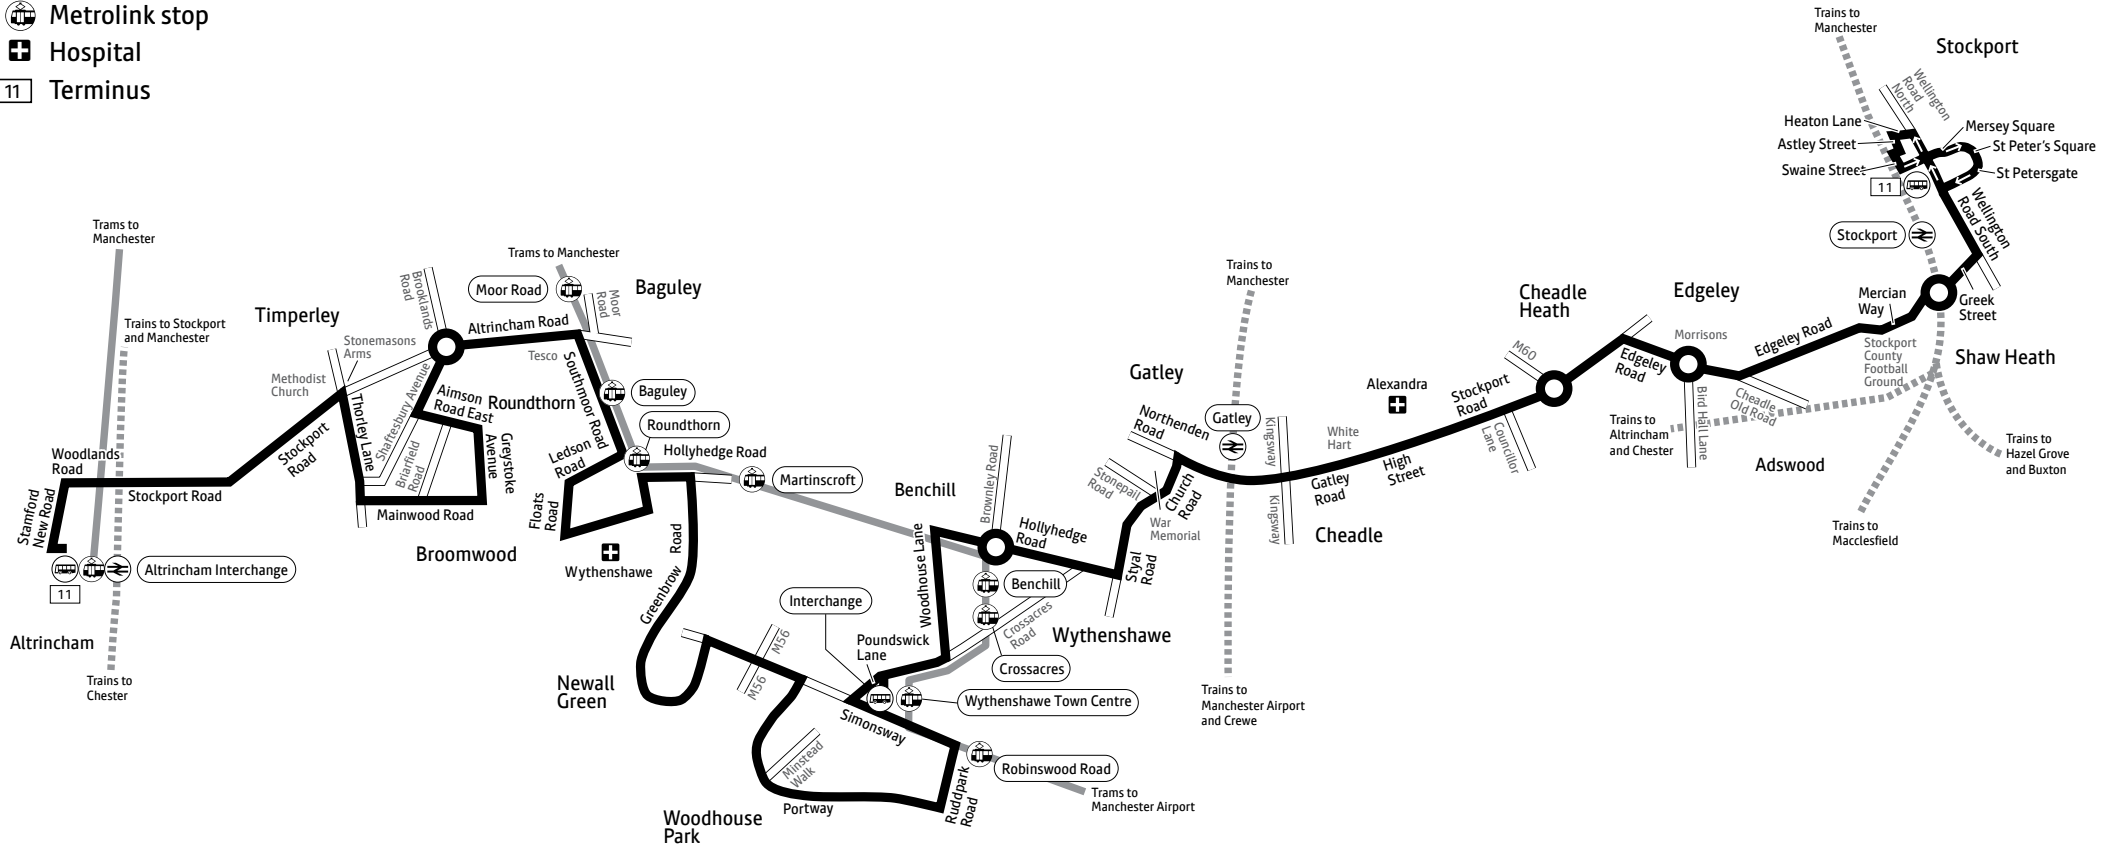 Metrolink stop
Hospital
11
Terminus
Trams to
Manchester
Trains to Stockport
and Manchester
Timperley
Stonemasons
Arms
Methodist
Church
Woodlands
Road
Stamford
New Road
Stockport Road
Stockport
Road
Altrincham Interchange
11
Altrincham
Trains to
Chester
Thorley Lane
Shaftesbury Avenue
Brooklands
Road
Altrincham Road
Tesco
Aimson
Road East
Roundthorn
Briarfield
Road
Greystoke
Avenue
Mainwood Road
Broomwood
Trams to Manchester
Moor Road
Moor
Road
Baguley
Southmoor Road
Baguley
Roundthorn
Hollyhedge Road
Martinscroft
Ledson
Road
Floats
Road
Wythenshawe
Greenbrow
Road
Newall
Green
M56
M56
Interchange
Poundswick
Lane
Simonsway
Minstead
Walk
Portway
Woodhouse
Park
Ruddpark
Road
Robinswood Road
Trams to
Manchester Airport
Wythenshawe Town Centre
Crossacres
Benchill
Crossacres
Road
Woodhouse Lane
Benchill
Brownley Road
Hollyhedge
Road
Wythenshawe
Styal
Road
Stonepail
Road
War
Memorial
Church
Road
Gatley
Northenden
Road
Gatley
Trains to
Manchester
Trains to
Manchester Airport
and Crewe
Kingsway
Kingsway
Cheadle
Gatley
Road
White
Hart
High
Street
Alexandra
Stockport
Road
Councillor
Lane
M60
Cheadle
Heath
Edgeley
Road
Edgeley
Morrisons
Bird Hall Lane
Cheadle
Old Road
Trains to
Altrincham
and Chester
Adswood
Edgeley Road
Mercian
Way
Stockport
County
Football
Ground
Greek
Street
Shaw Heath
Trains to
Hazel Grove
and Buxton
Trains to
Macclesfield
Stockport
Wellington
Road South
11
Swaine Street
Astley Street
Heaton Lane
Mersey Square
St Peter's Square
St Petersgate
Wellington
Road
North
Stockport
Trains to
Manchester